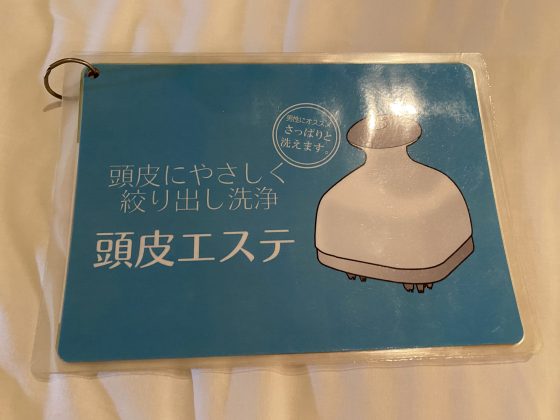 男性にオススメ
さっぱりと
洗えます。
頭皮にやさしく
絞り出し洗浄
頭皮エステ